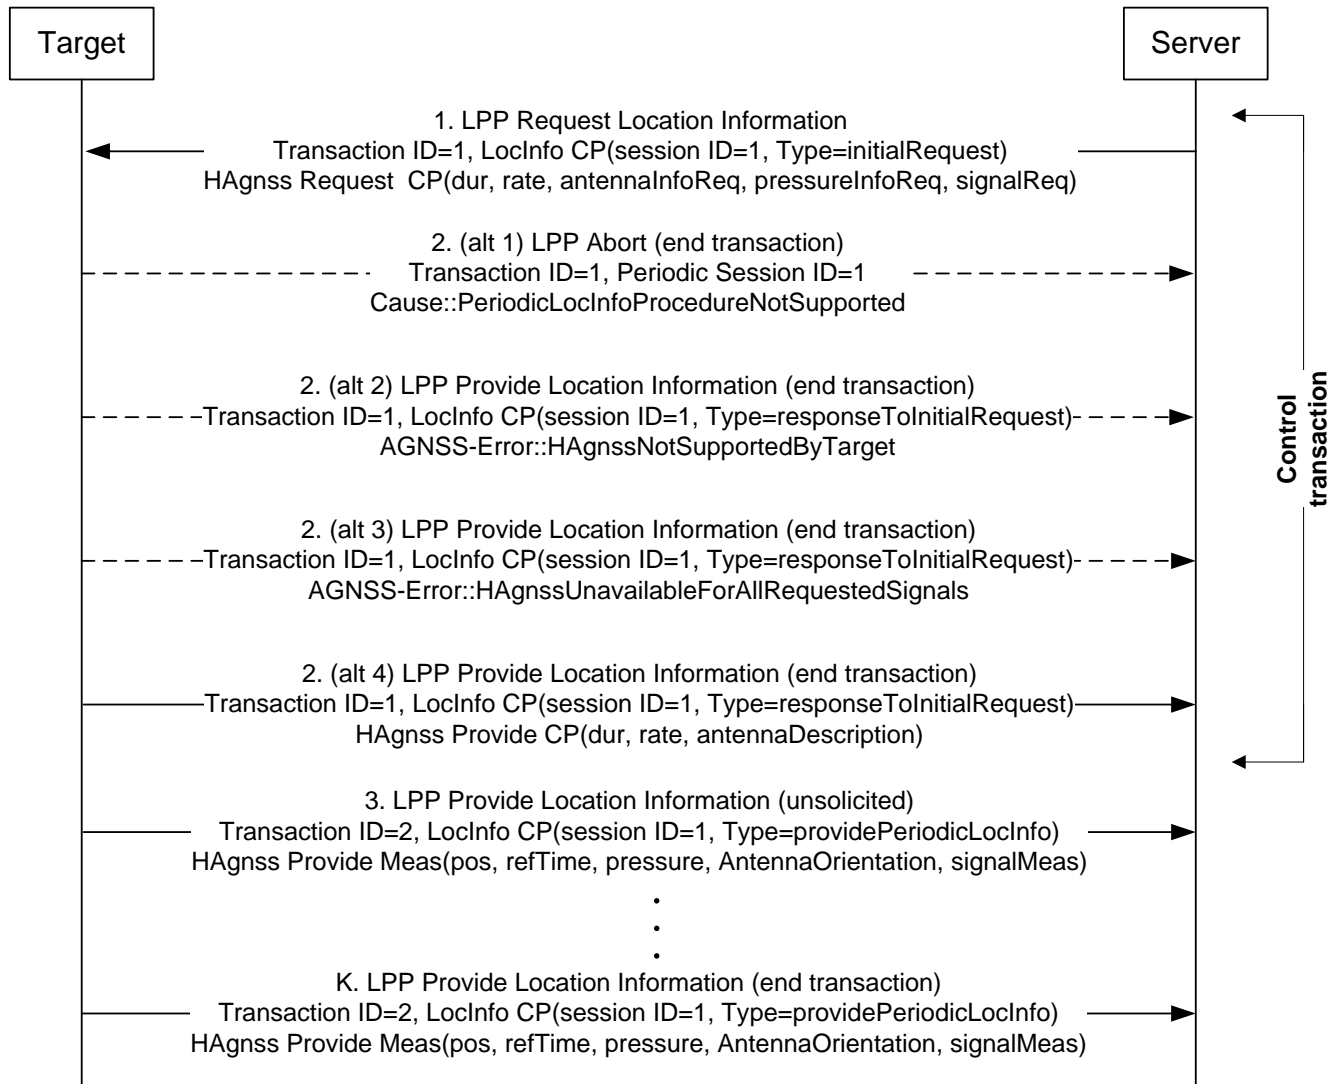 Target
Server
1. LPP Request Location Information
Transaction ID=1, LocInfo CP(session ID=1, Type=initialRequest)
HAgnss Request CP(dur, rate, antennaInfoReq, pressureInfoReq, signalReq)
2. (alt 1) LPP Abort (end transaction)
Transaction ID=1, Periodic Session ID=1
Cause::PeriodicLocInfoProcedureNotSupported
2. (alt 2) LPP Provide Location Information (end transaction)
Transaction ID=1, LocInfo CP(session ID=1, Type=responseToInitialRequest)
AGNSS-Error::HAgnssNotSupportedByTarget
Control
transaction
2. (alt 3) LPP Provide Location Information (end transaction)
Transaction ID=1, LocInfo CP(session ID=1, Type=responseToInitialRequest)
AGNSS-Error::HAgnssUnavailableForAllRequestedSignals
2. (alt 4) LPP Provide Location Information (end transaction)
Transaction ID=1, LocInfo CP(session ID=1, Type=responseToInitialRequest)
HAgnss Provide CP(dur, rate, antennaDescription)
3. LPP Provide Location Information (unsolicited)
Transaction ID=2, LocInfo CP(session ID=1, Type=providePeriodicLocInfo)
HAgnss Provide Meas(pos, refTime, pressure, AntennaOrientation, signalMeas)
.
.
.
K. LPP Provide Location Information (end transaction)
Transaction ID=2, LocInfo CP(session ID=1, Type=providePeriodicLocInfo)
HAgnss Provide Meas(pos, refTime, pressure, AntennaOrientation, signalMeas)